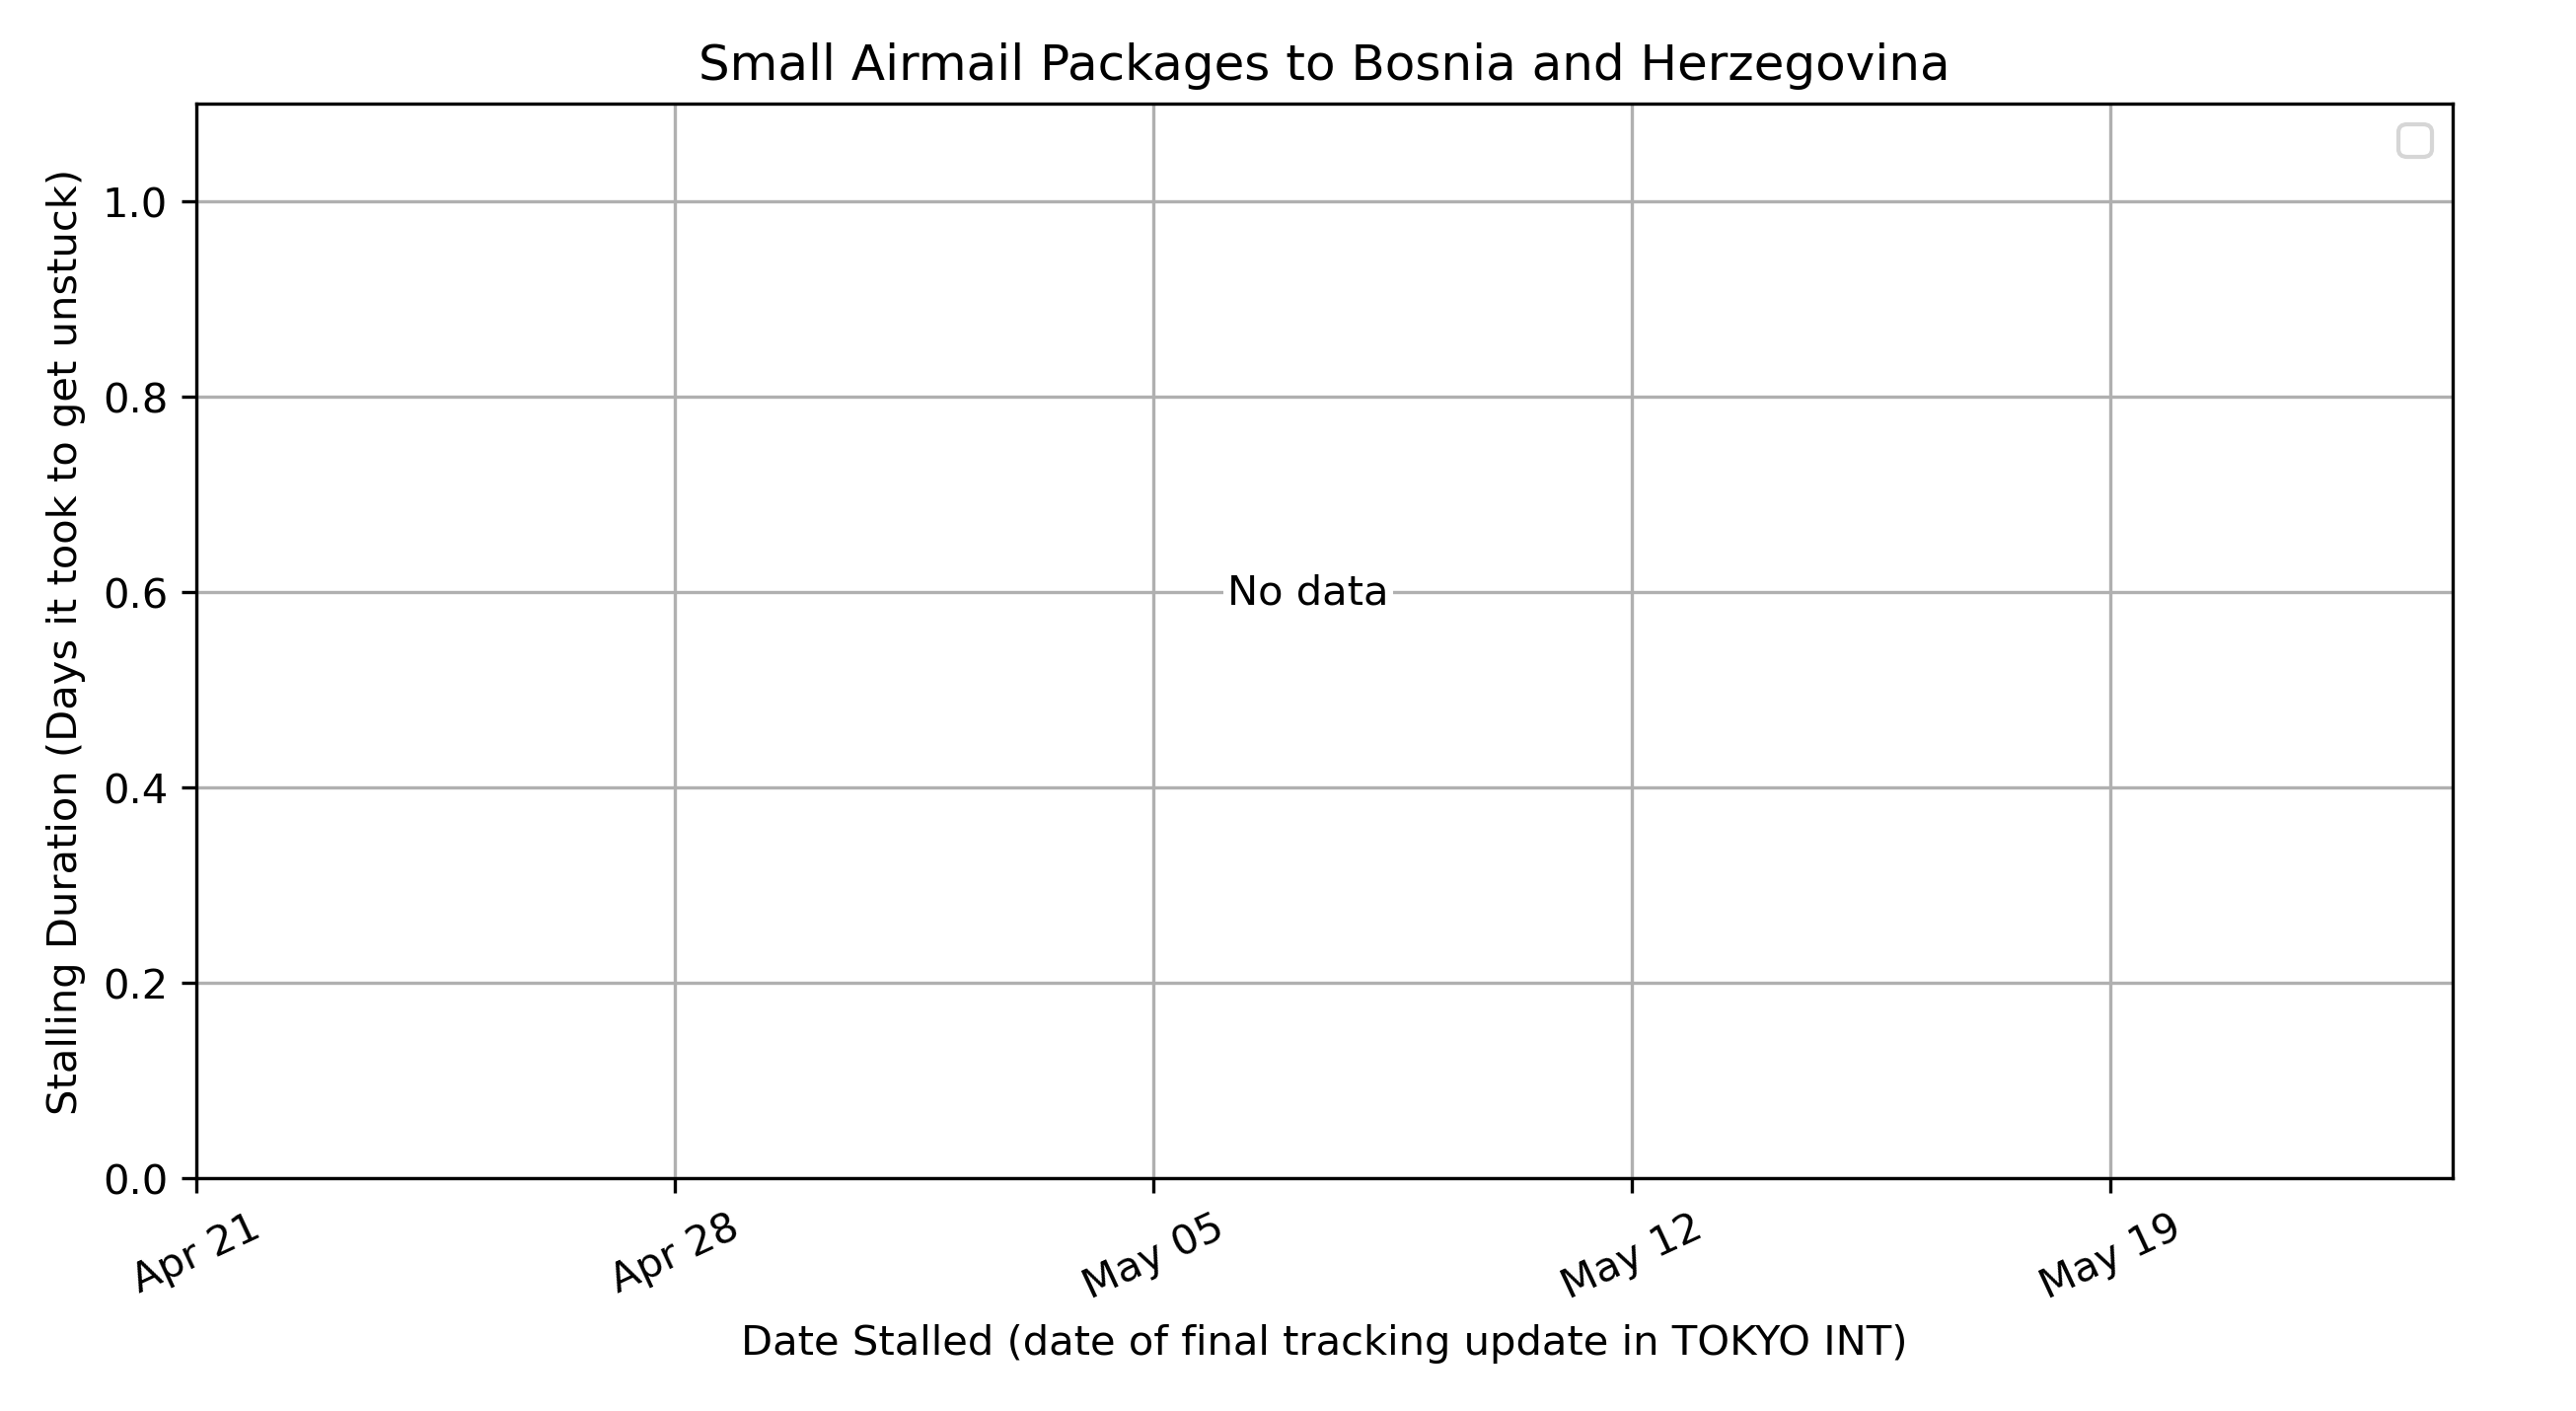 Small Airmail Packages to Bosnia and Herzegovina
Stalling Duration (Days it took to get unstuck)
1.0
0.8
0.6
0.4
0.2
0.0
No data
Apr 21
Apr 28
May 05
May 12
May 19
Date Stalled (date of final tracking update in TOKYO INT)